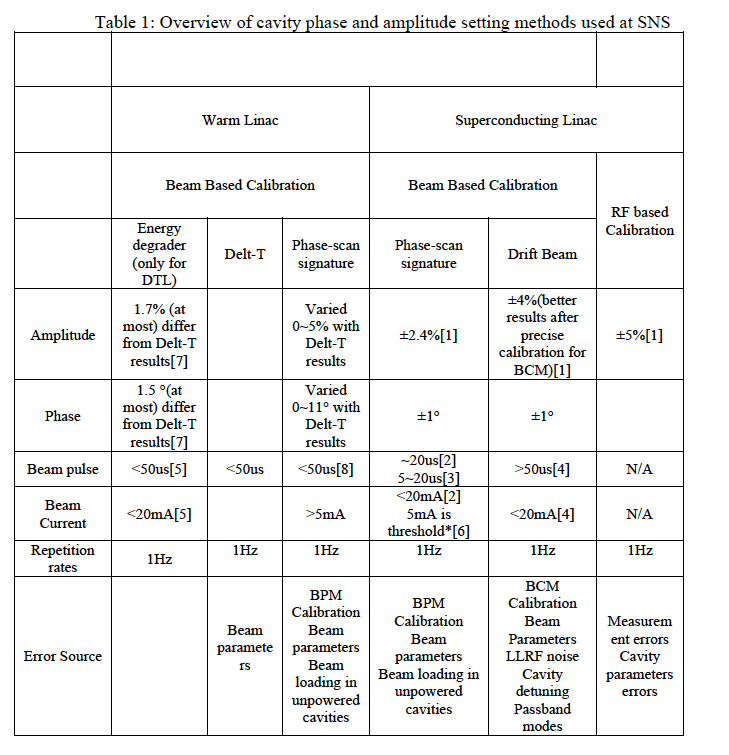 Table 1: Overview of cavity phase and amplitude setting methods used at SNS
Warm Linac
Superconducting Linac
Beam Based Calibration
Beam Based Calibration
RF based
Calibration
Energy
degrader
(only for
DTL)
Delt-T
Phase-scan
signature
Phase-scan
signature
Drift Beam
Amplitude
1.7% (at
most) differ
from Delt-T
results[7]
Varied
0~5% with
Delt-T
results
±2.4%[1]
±4%(better
results after
precise
calibration for
BCM)[1]
±5%[1]
Phase
1.5 °(at
most) differ
from Delt-T
results[7]
Varied
0~11° with
Delt-T
results
±1°
±1°
Beam pulse
<50us[5]
<50us
<50us[8]
~20us[2]
5~20us[3]
>50us[4]
N/A
Beam
Current
<20mA[5]
>5mA
<20mA[2]
5mA is
threshold*[6]
<20mA[4]
N/A
Repetition
rates
1Hz
1Hz
1Hz
1Hz
1Hz
1Hz
Error Source
Beam
paramete
rs
BPM
Calibration
Beam
parameters
Beam
loading in
unpowered
cavities
BPM
Calibration
Beam
parameters
Beam loading in
unpowered
cavities
BCM
Calibration
Beam
Parameters
LLRF noise
Cavity
detuning
Passband
modes
Measurem
ent errors
Cavity
parameters
errors